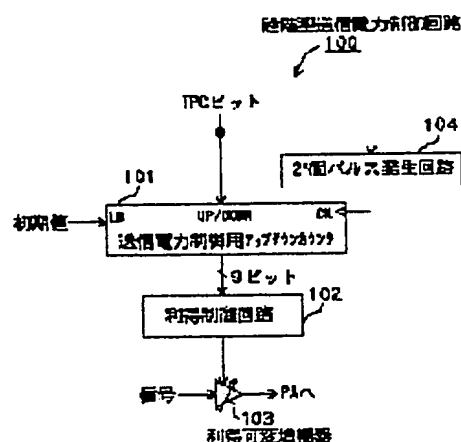 段階型送信電力制御回路
100
TPCビット
104
2^n個パルス発生回路
101
初期値
LD UP/DOWN CK
送信電力制御用アップダウンカウンタ
9ビット
102
利得制御回路
信号
PAへ
103
利得可変増幅器